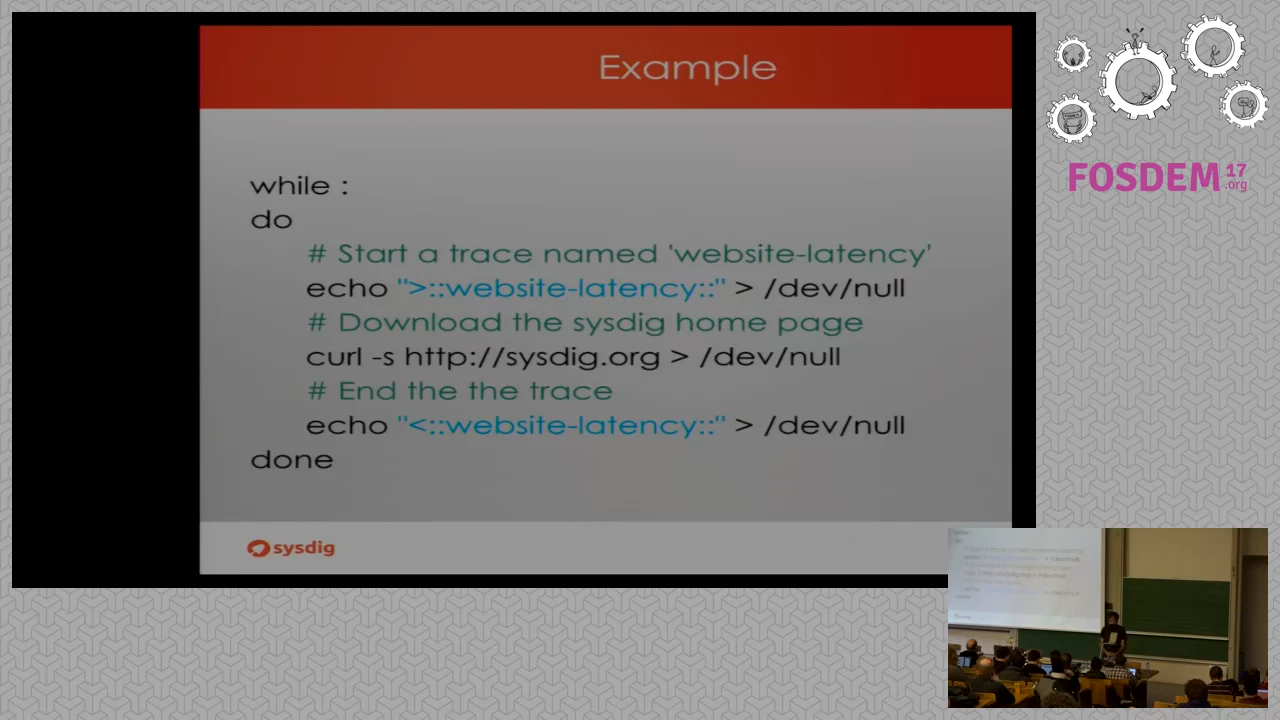 Example
while :
do
# Start a trace named 'website-latency'
echo ">::website-latency::" > /dev/null
# Download the sysdig home page
curl -s http://sysdig.org > /dev/null
# End the the trace
echo "<::website-latency::" > /dev/null
done
sysdig
FOSDEM 17
.org